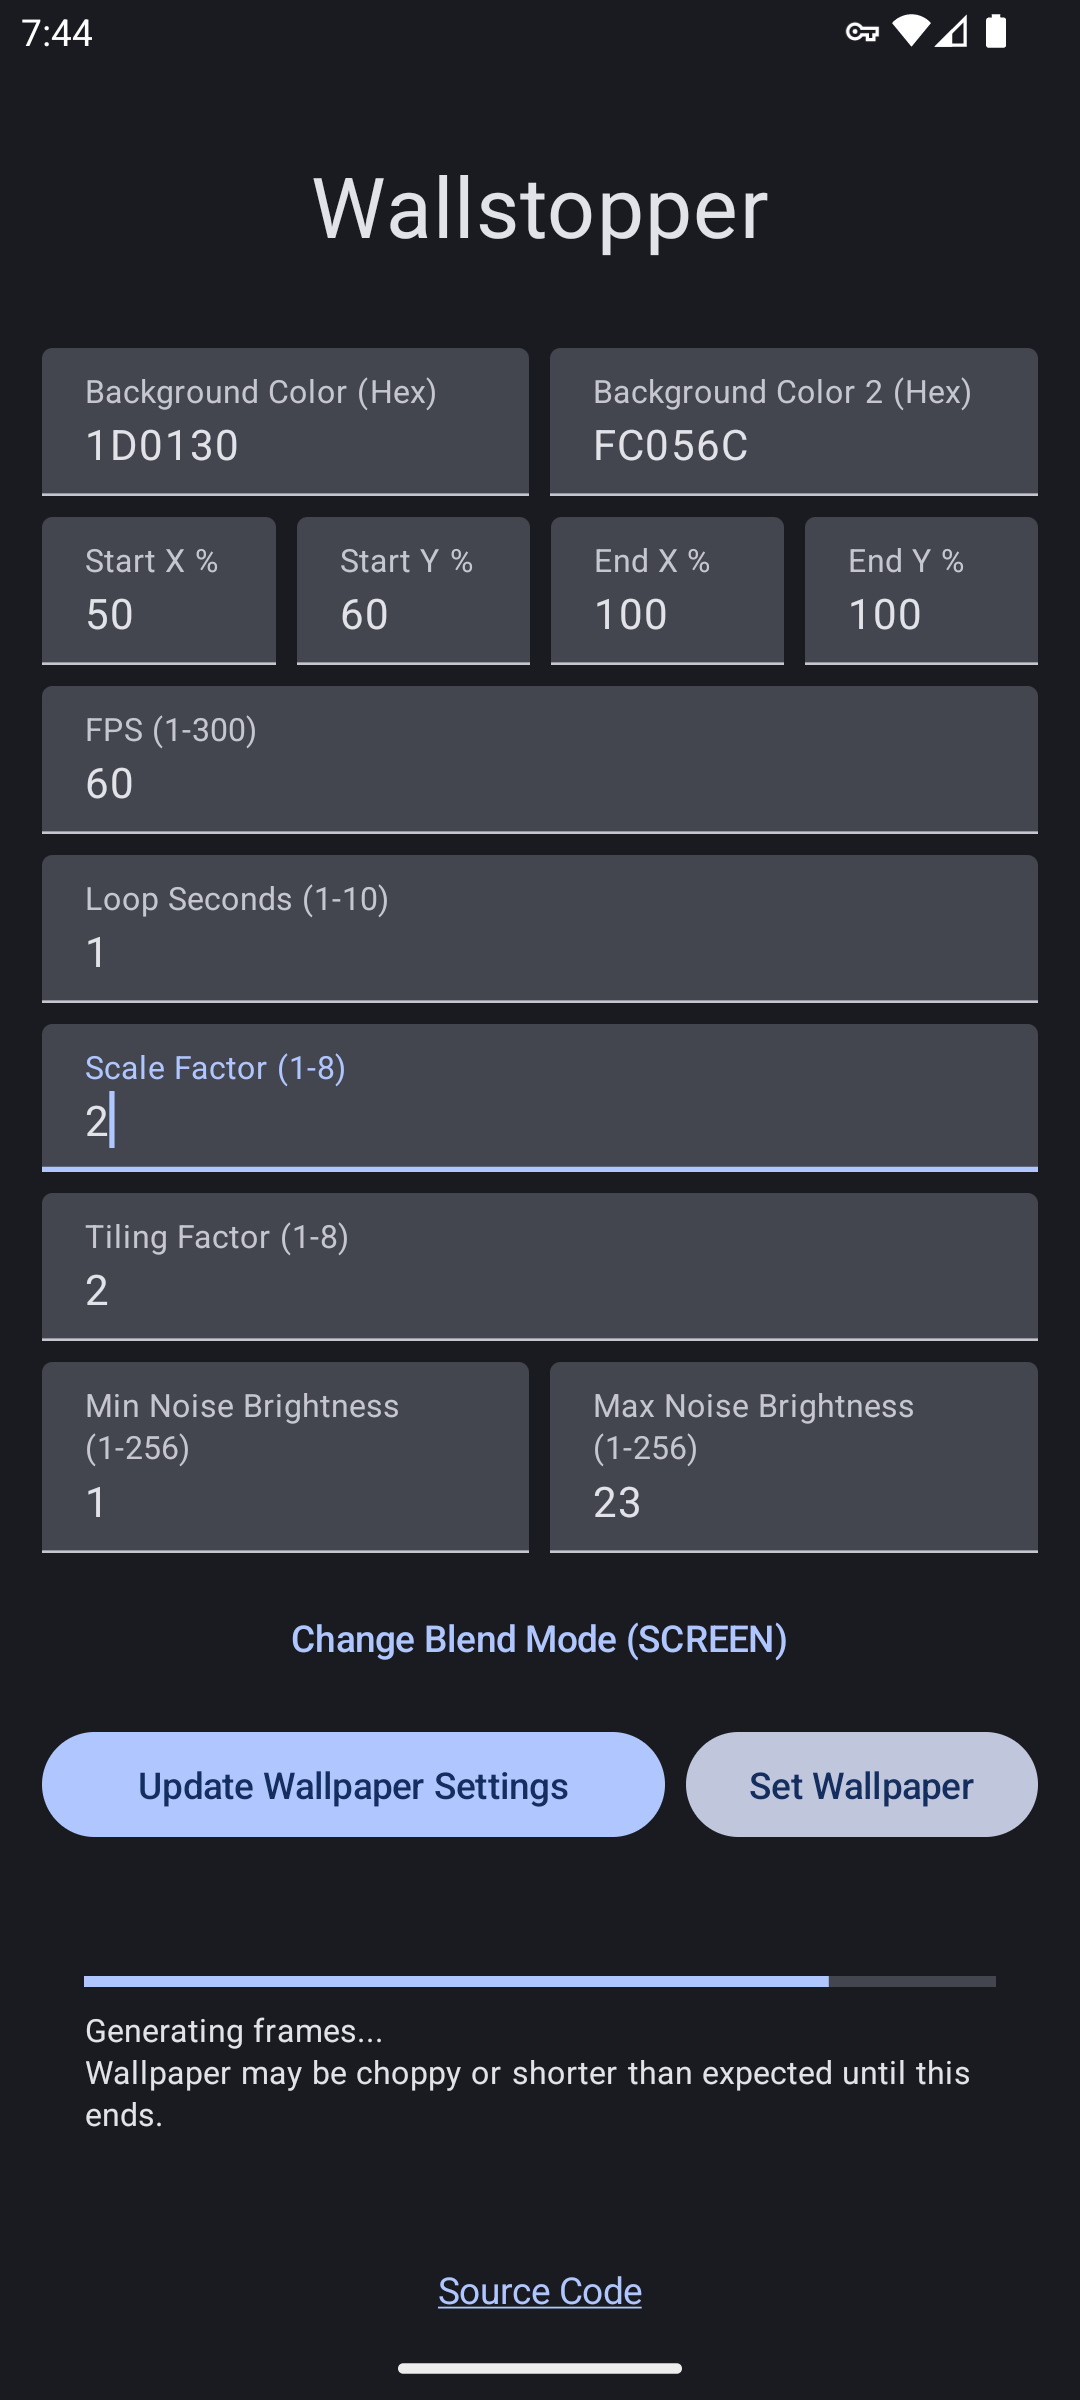 7:44
Wallstopper
Background Color (Hex)
1D0130
Background Color 2 (Hex)
FC056C
Start X %
50
Start Y %
60
End X %
100
End Y %
100
FPS (1-300)
60
Loop Seconds (1-10)
1
Scale Factor (1-8)
2
Tiling Factor (1-8)
2
Min Noise Brightness
(1-256)
1
Max Noise Brightness
(1-256)
23
Change Blend Mode (SCREEN)
Update Wallpaper Settings
Set Wallpaper
Generating frames...
Wallpaper may be choppy or shorter than expected until this
ends.
Source Code